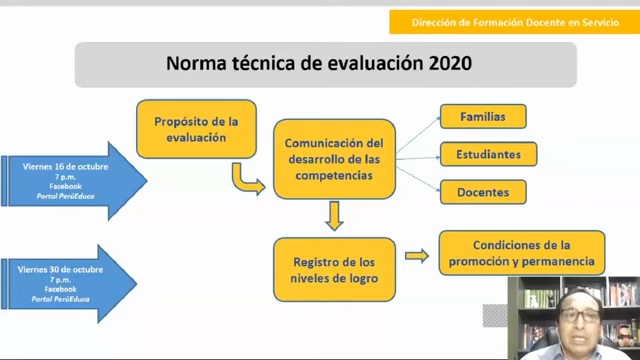 Dirección de Formación Docente en Servicio
Norma técnica de evaluación 2020
Viernes 16 de octubre
7 p.m.
Facebook
Portal PerúEduca
Viernes 30 de octubre
7 p.m.
Facebook
Portal PerúEduca
Propósito de la
evaluación
Comunicación del
desarrollo de las
competencias
Familias
Estudiantes
Docentes
Registro de los
niveles de logro
Condiciones de la
promoción y permanencia